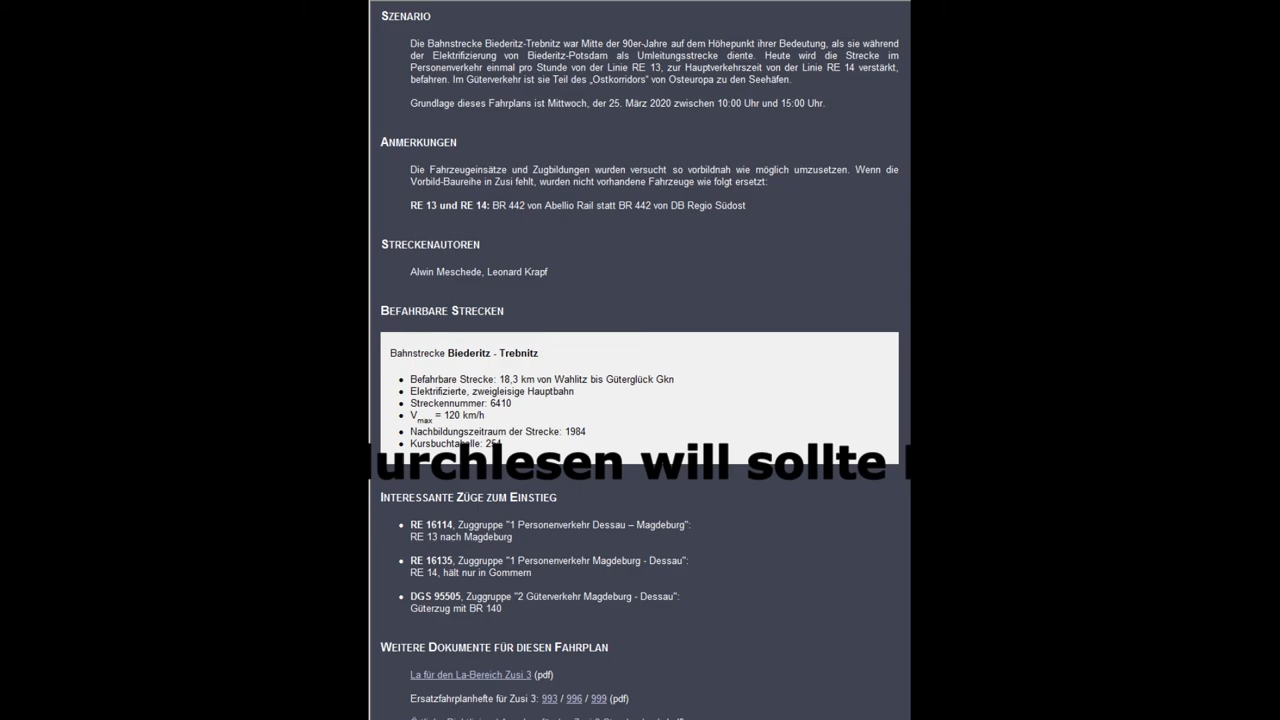 SZENARIO
Die Bahnstrecke Biederitz-Trebnitz war Mitte der 90er-Jahre auf dem Höhepunkt ihrer Bedeutung, als sie während
der Elektrifizierung von Biederitz-Potsdam als Umleitungsstrecke diente. Heute wird die Strecke im
Personenverkehr einmal pro Stunde von der Linie RE 13, zur Hauptverkehrszeit von der Linie RE 14 verstärkt,
befahren. Im Güterverkehr ist sie Teil des „Ostkorridors" von Osteuropa zu den Seehäfen.
Grundlage dieses Fahrplans ist Mittwoch, der 25. März 2020 zwischen 10:00 Uhr und 15:00 Uhr.
ANMERKUNGEN
Die Fahrzeugeinsätze und Zugbildungen wurden versucht so vorbildnah wie möglich umzusetzen. Wenn die
Vorbild-Baureihe in Zusi fehlt, wurden nicht vorhandene Fahrzeuge wie folgt ersetzt:
RE 13 und RE 14: BR 442 von Abellio Rail statt BR 442 von DB Regio Südost
STRECKENAUTOREN
Alwin Meschede, Leonard Krapf
BEFAHRBARE STRECKEN
Bahnstrecke Biederitz - Trebnitz
• Befahrbare Strecke: 18,3 km von Wahlitz bis Güterglück Gkn
• Elektrifizierte, zweigleisige Hauptbahn
• Streckennummer: 6410
• Vmax = 120 km/h
• Nachbildungszeitraum der Strecke: 1984
• Kursbuchtabelle: 254
durchlesen will sollte
INTERESSANTE ZÜGE ZUM EINSTIEG
• RE 16114, Zuggruppe "1 Personenverkehr Dessau – Magdeburg":
RE 13 nach Magdeburg
• RE 16135, Zuggruppe "1 Personenverkehr Magdeburg - Dessau":
RE 14, hält nur in Gommern
• DGS 95505, Zuggruppe "2 Güterverkehr Magdeburg - Dessau":
Güterzug mit BR 140
WEITERE DOKUMENTE FÜR DIESEN FAHRPLAN
La für den La-Bereich Zusi 3 (pdf)
Ersatzfahrplanhefte für Zusi 3: 993 / 996 / 999 (pdf)